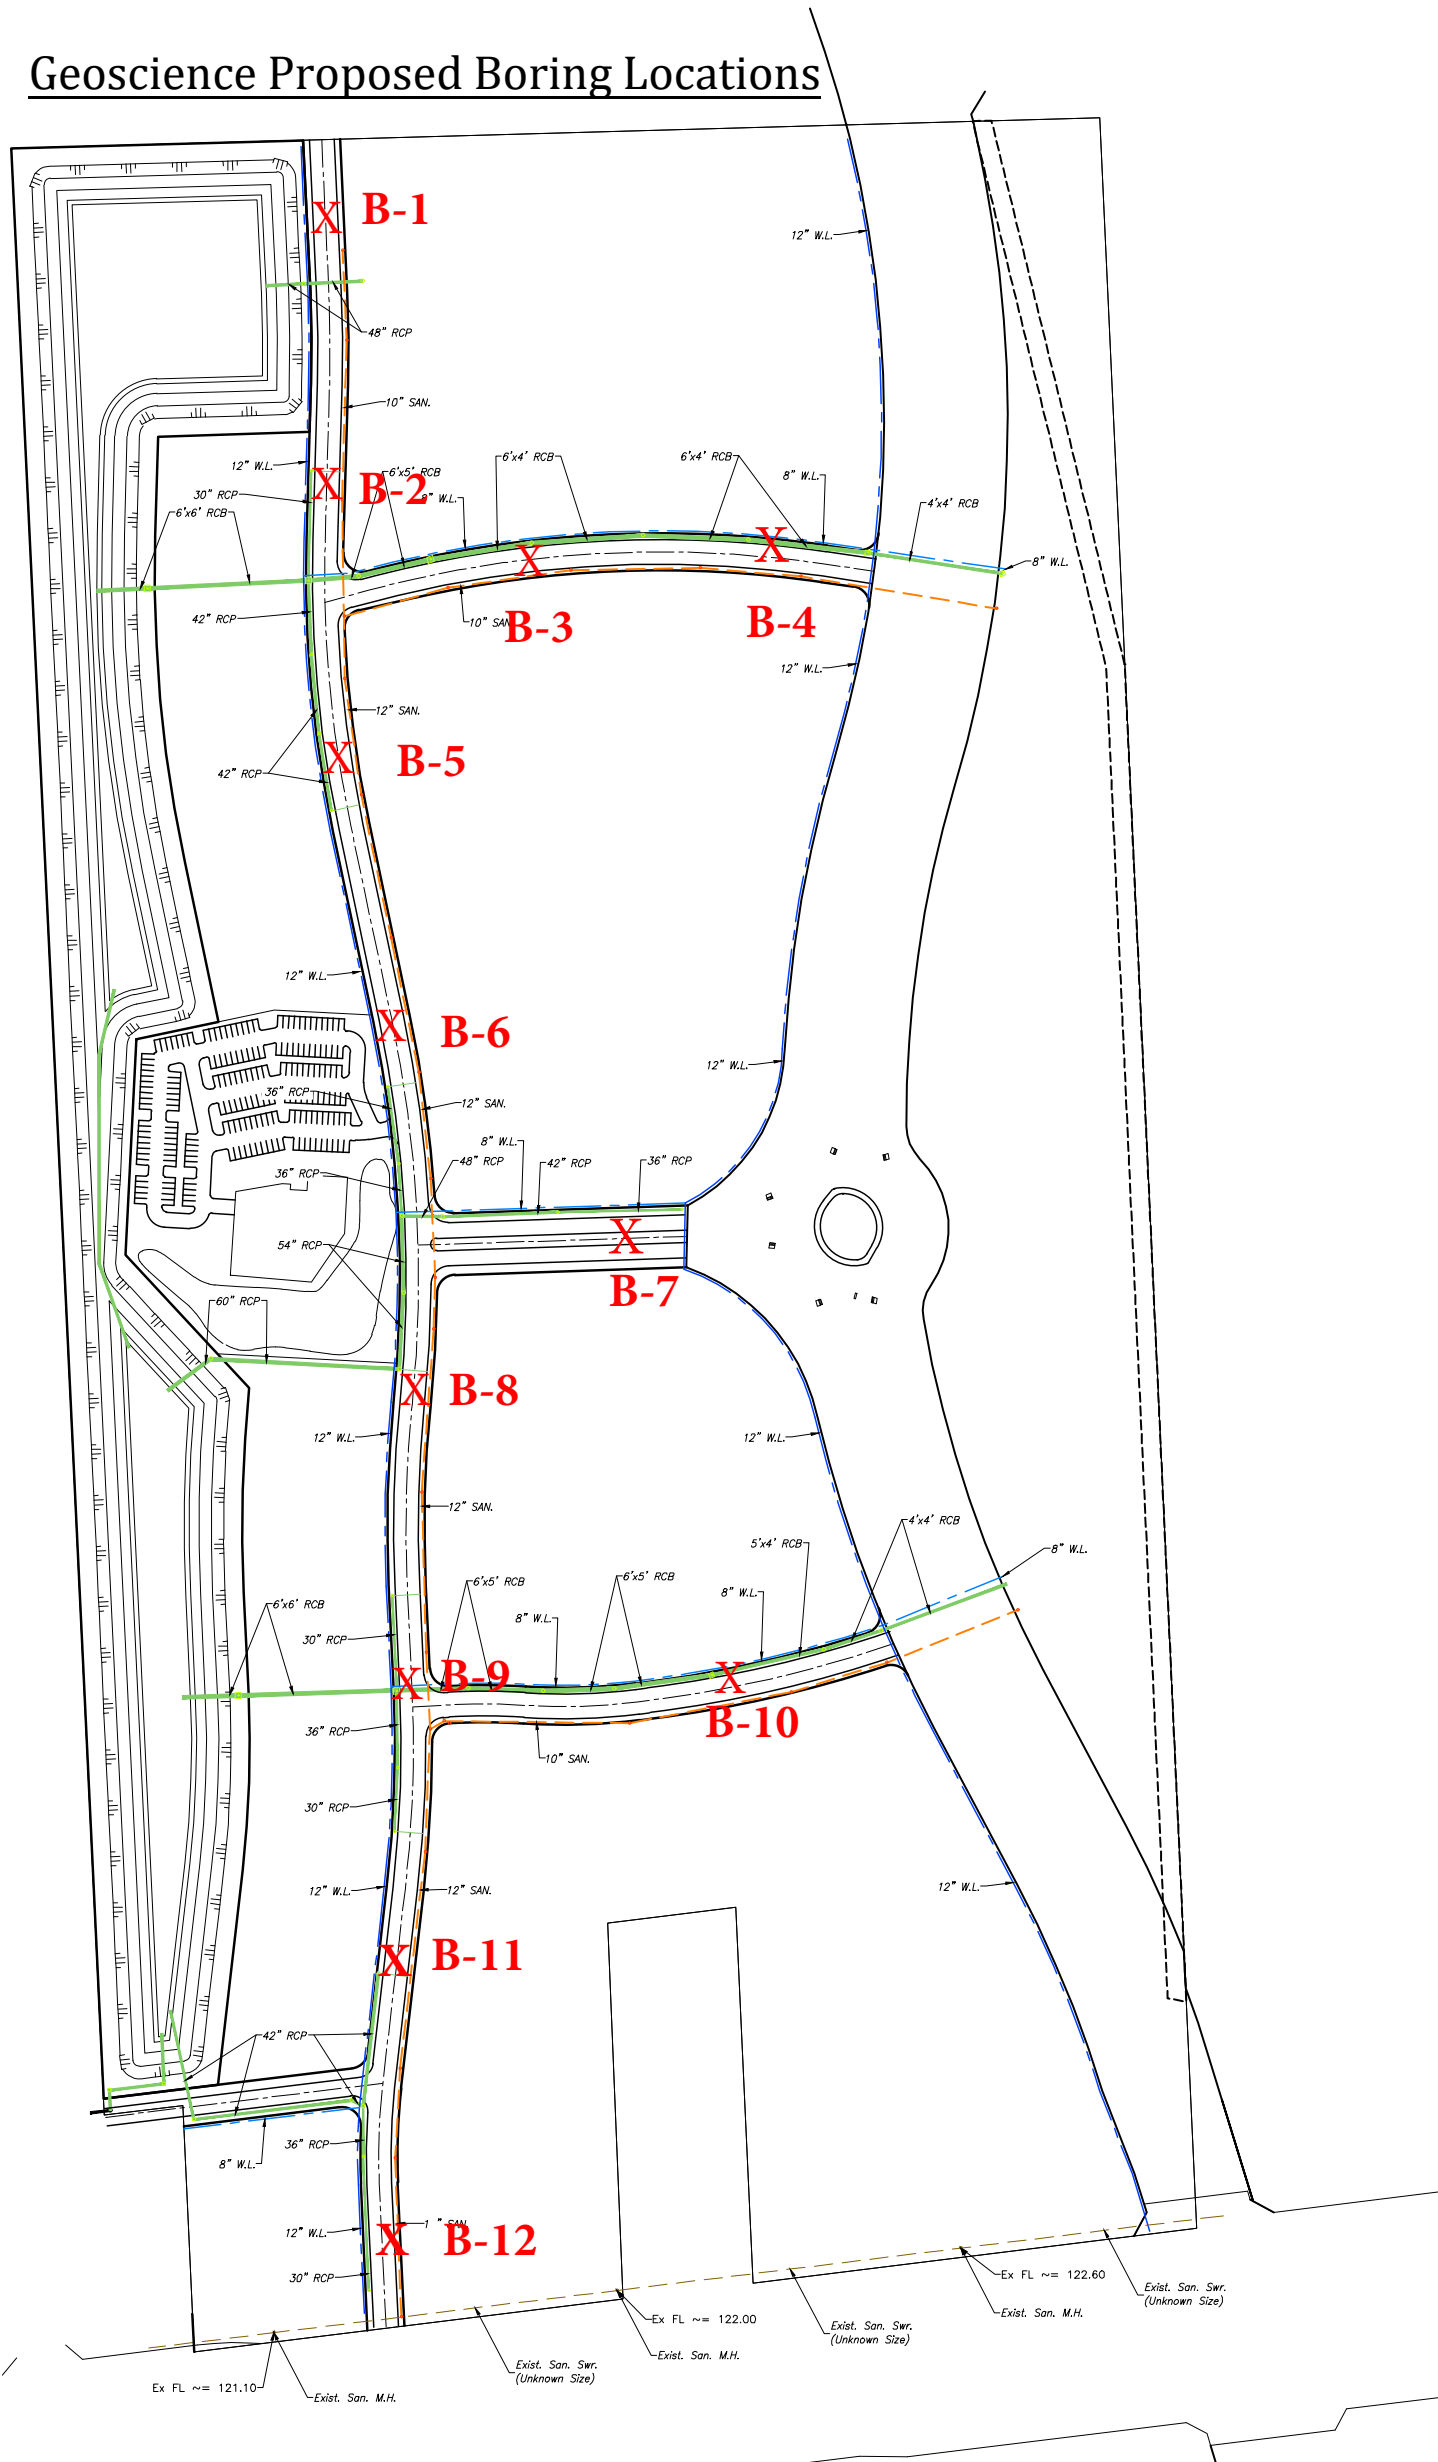 Geoscience Proposed Boring Locations
X B-1
12" W.L.
48" RCP
10" SAN.
12" W.L.
X B-2
6'x5' RCB
6'x4' RCB
6'x4' RCB
8" W.L.
8" W.L.
30" RCP
6'x6' RCB
4'x4' RCB
X
X
8" W.L.
42" RCP
10" SAN.
B-3
B-4
12" W.L.
12" SAN.
X B-5
42" RCP
12" W.L.
X B-6
12" W.L.
36" RCP
12" SAN.
8" W.L.
48" RCP
42" RCP
36" RCP
36" RCP
X
54" RCP
B-7
60" RCP
X B-8
12" W.L.
12" W.L.
12" SAN.
4'x4' RCB
5'x4' RCB
8" W.L.
6'x5' RCB
6'x5' RCB
8" W.L.
6'x6' RCB
8" W.L.
30" RCP
X B-9
X
B-10
36" RCP
10" SAN.
30" RCP
12" W.L.
12" SAN.
12" W.L.
X B-11
42" RCP
36" RCP
8" W.L.
12" W.L.
X B-12
SAN.
30" RCP
Ex FL ~= 122.60
Exist. San. Swr.
(Unknown Size)
Exist. San. M.H.
Ex FL ~= 122.00
Exist. San. Swr.
(Unknown Size)
Exist. San. M.H.
Exist. San. Swr.
(Unknown Size)
Ex FL ~= 121.10
Exist. San. M.H.